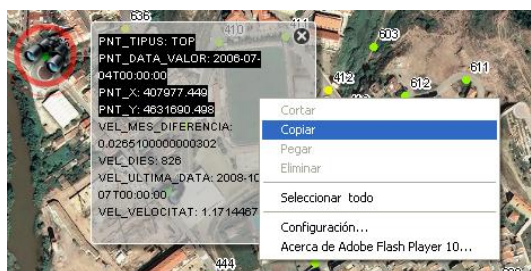 636
410
411
603
PNT_TIPUS: TOP
PNT_DATA_VALOR: 2006-07-
04T00:00:00
PNT_X: 407977.449
PNT_Y: 4631690.498
VEL_MES_DIFERENCIA:
0.0265100000000302
VEL_DIES: 826
VEL_ULTIMA_DATA: 2008-10
07T00:00:00
VEL_VELOCITAT: 1.1714467
412
612
611
444
Cortar
Copiar
Pegar
Eliminar
Seleccionar todo
Configuración...
Acerca de Adobe Flash Player 10...